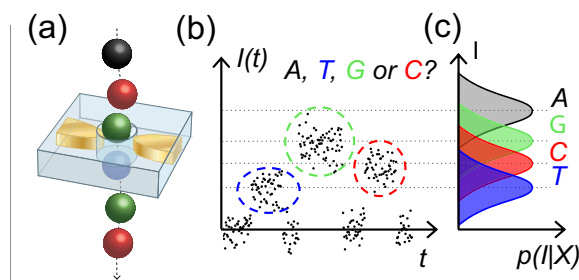 (a)
(b)
I(t)
A, T, G or C?
t
(c)
I
A
G
C
T
p(I|X)